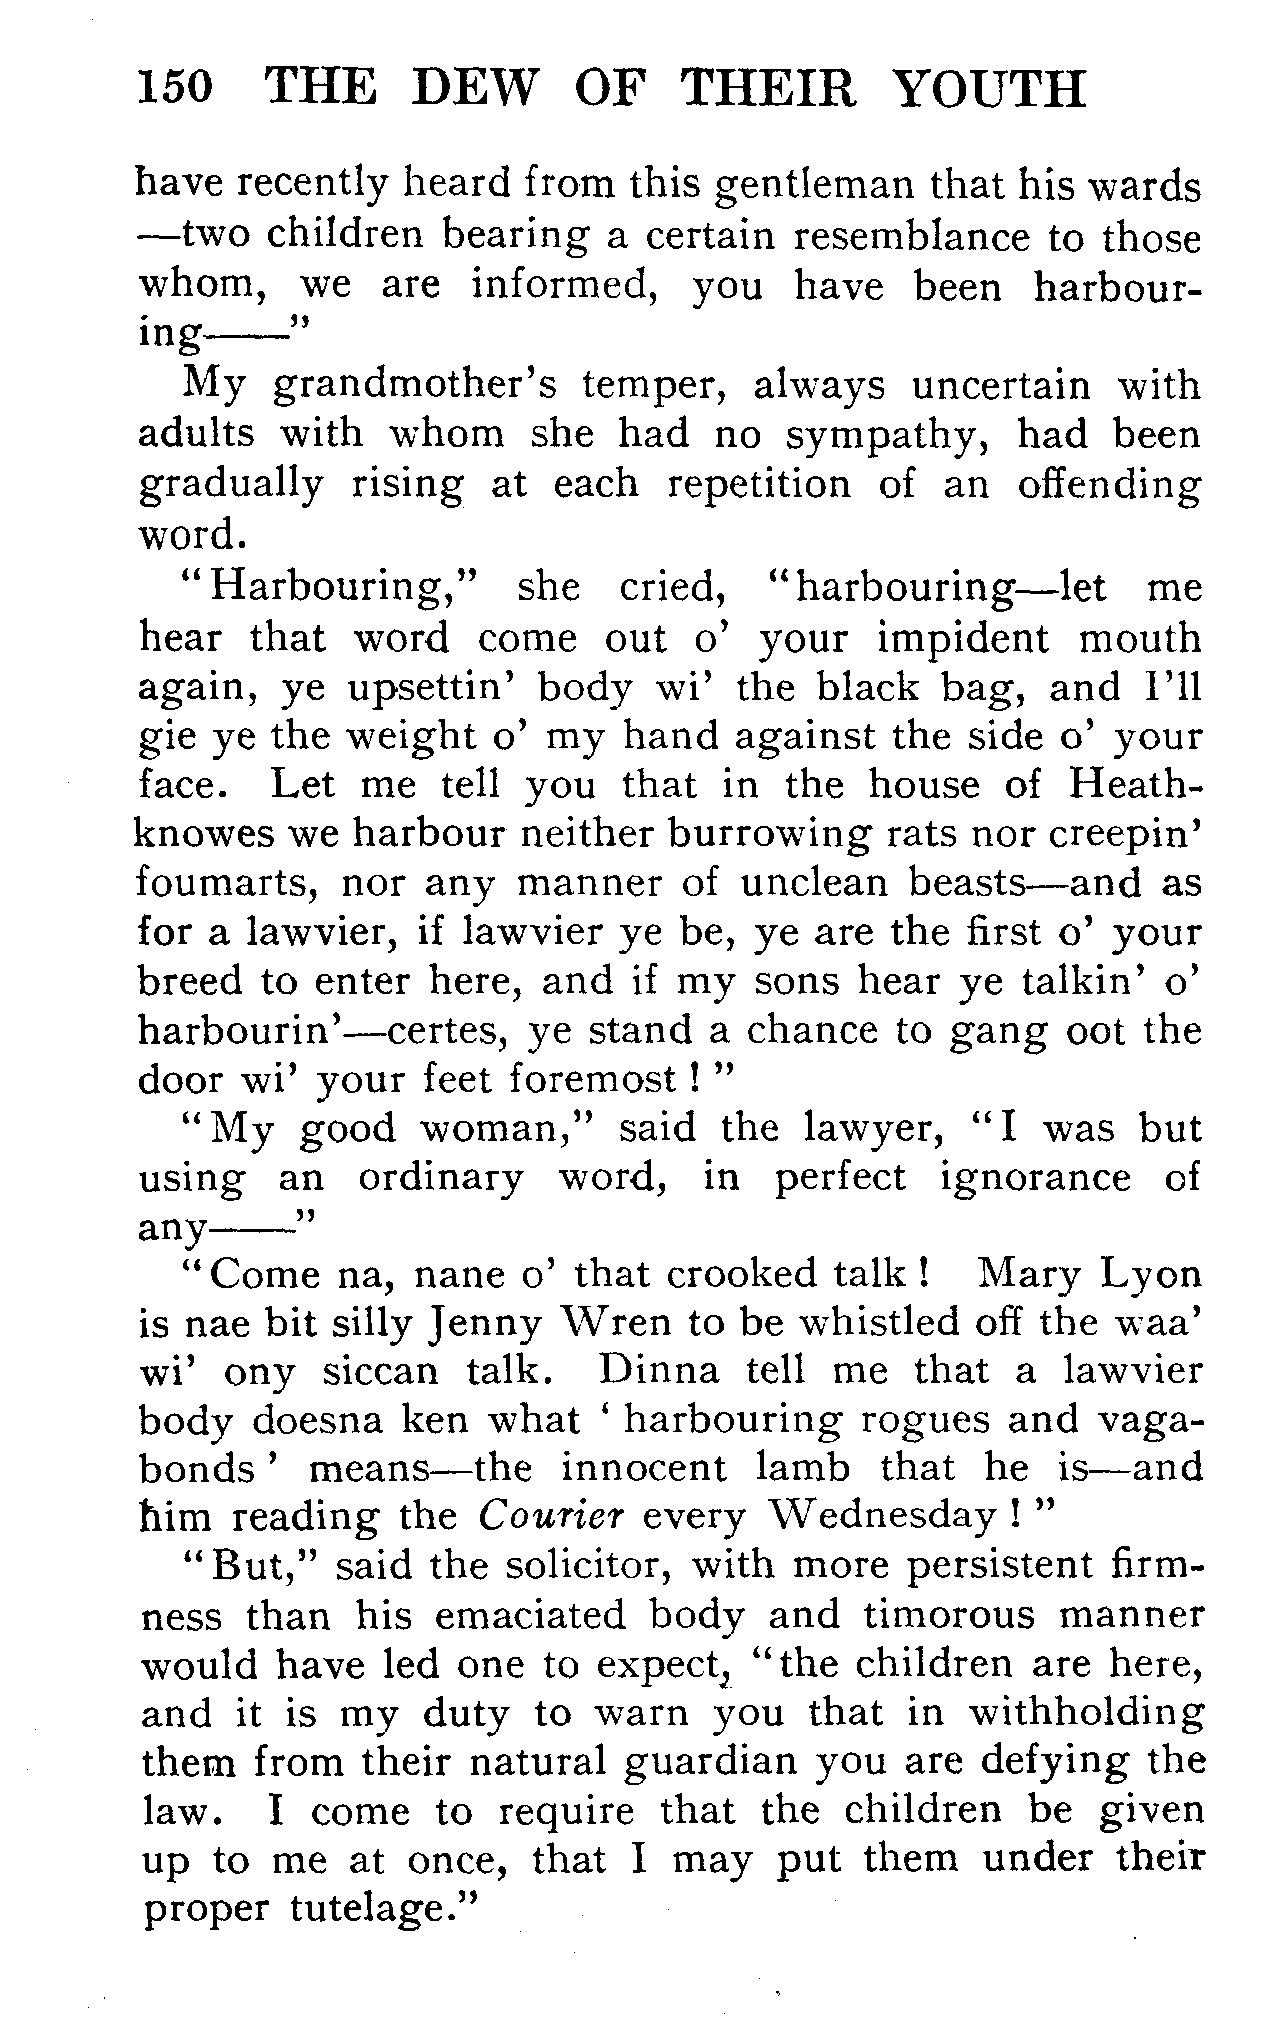 150 THE DEW OF THEIR YOUTH
have recently heard from this gentleman that his wards
—two children bearing a certain resemblance to those
whom, we are informed, you have been harbour-
ing——”
My grandmother’s temper, always uncertain with
adults with whom she had no sympathy, had been
gradually rising at each repetition of an offending
word.
“Harbouring,” she cried, “harbouring—let me
hear that word come out o’ your impident mouth
again, ye upsettin’ body wi’ the black bag, and I’ll
gie ye the weight o’ my hand against the side o’ your
face. Let me tell you that in the house of Heath-
knowes we harbour neither burrowing rats nor creepin’
foumarts, nor any manner of unclean beasts—and as
for a lawvier, if lawvier ye be, ye are the first o’ your
breed to enter here, and if my sons hear ye talkin’ o’
harbourin’—certes, ye stand a chance to gang oot the
door wi’ your feet foremost ! ”
“My good woman,” said the lawyer, “I was but
using an ordinary word, in perfect ignorance of
any——”
“Come na, nane o’ that crooked talk ! Mary Lyon
is nae bit silly Jenny Wren to be whistled off the waa’
wi’ ony siccan talk. Dinna tell me that a lawvier
body doesna ken what ‘ harbouring rogues and vaga-
bonds ’ means—the innocent lamb that he is—and
him reading the Courier every Wednesday ! ”
“But,” said the solicitor, with more persistent firm-
ness than his emaciated body and timorous manner
would have led one to expect, “the children are here,
and it is my duty to warn you that in withholding
them from their natural guardian you are defying the
law. I come to require that the children be given
up to me at once, that I may put them under their
proper tutelage.”